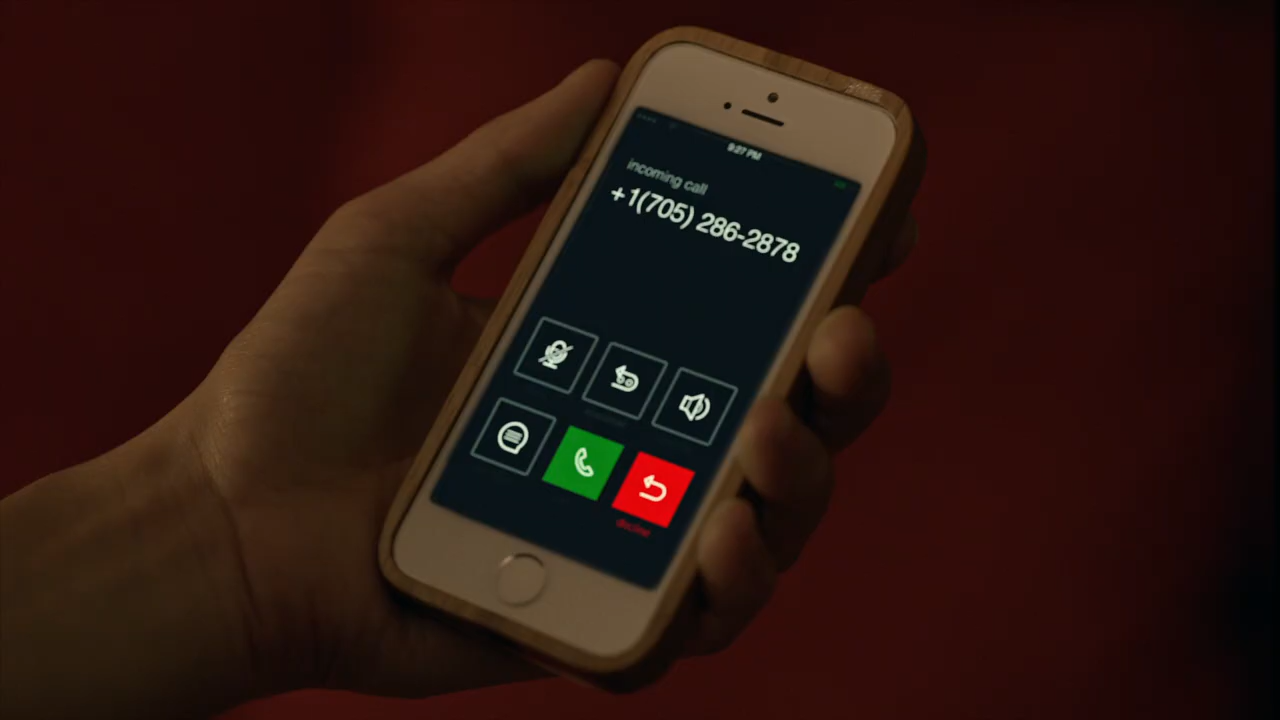 9:27 PM
incoming call
+1(705) 286-2878
decline